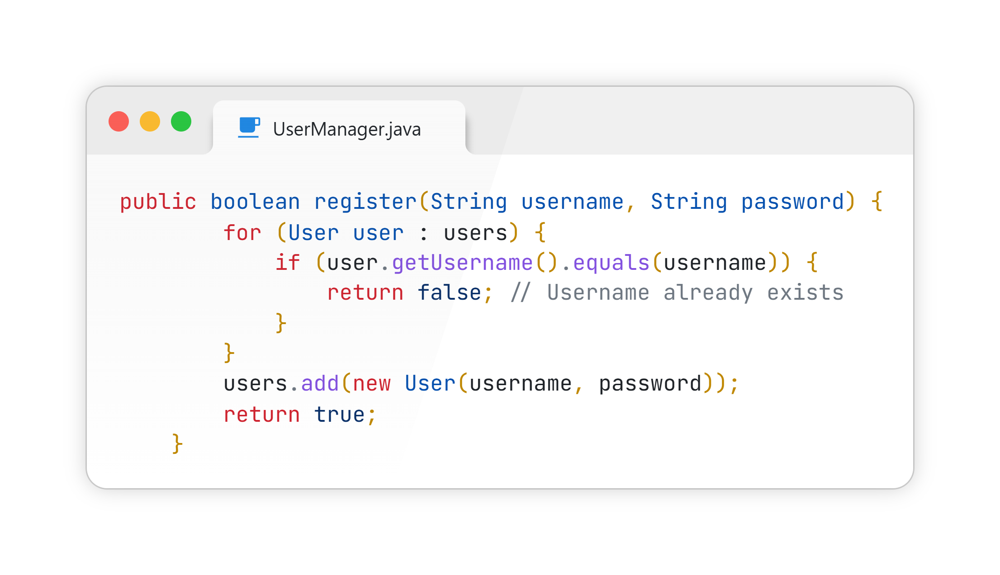 UserManager.java
public boolean register(String username, String password) {
        for (User user : users) {
            if (user.getUsername().equals(username)) {
                return false; // Username already exists
            }
        }
        users.add(new User(username, password));
        return true;
    }